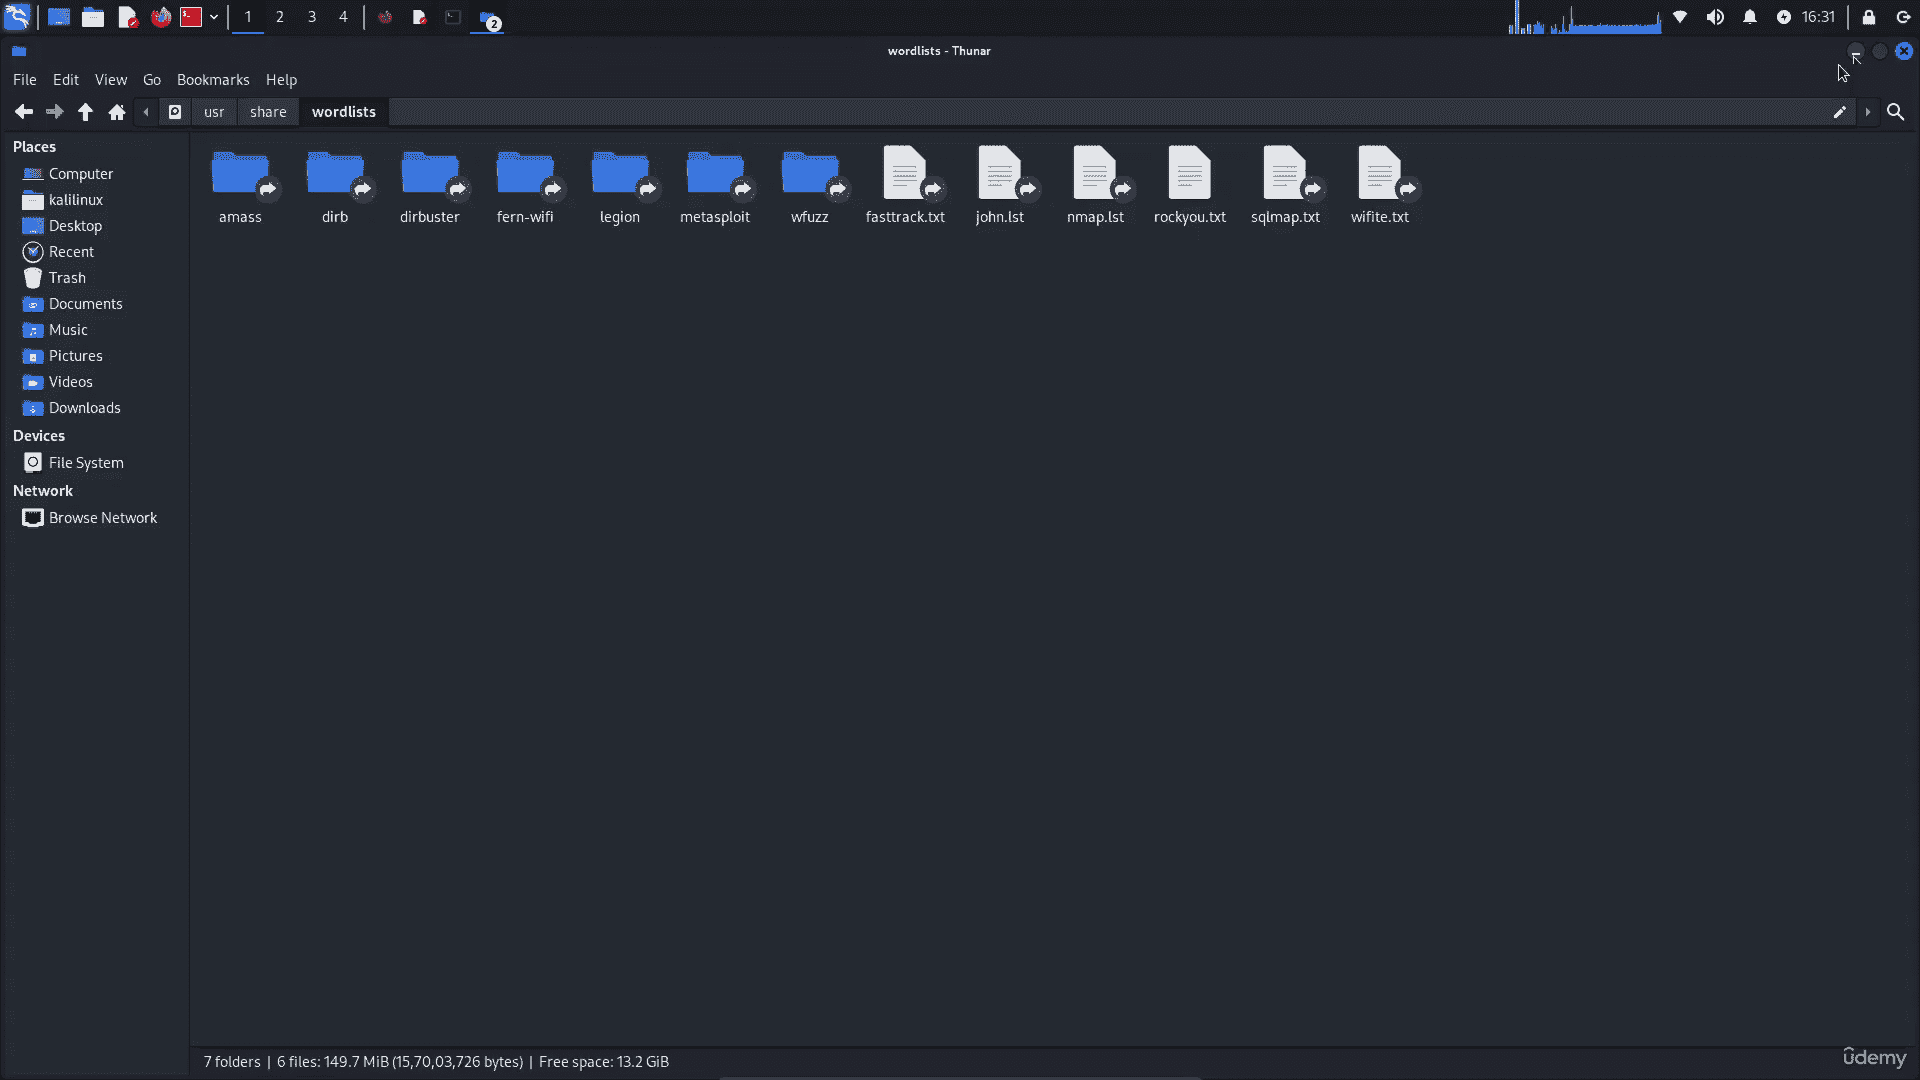 1 2 3 4 2 16:31
wordlists - Thunar
File Edit View Go Bookmarks Help
usr share wordlists
Places
Computer
kalilinux
Desktop
Recent
Trash
Documents
Music
Pictures
Videos
Downloads
Devices
File System
Network
Browse Network
amass dirb dirbuster fern-wifi legion metasploit wfuzz fasttrack.txt john.lst nmap.lst rockyou.txt sqlmap.txt wifite.txt
7 folders | 6 files: 149.7 MiB (15,70,03,726 bytes) | Free space: 13.2 GiB
ûdemy